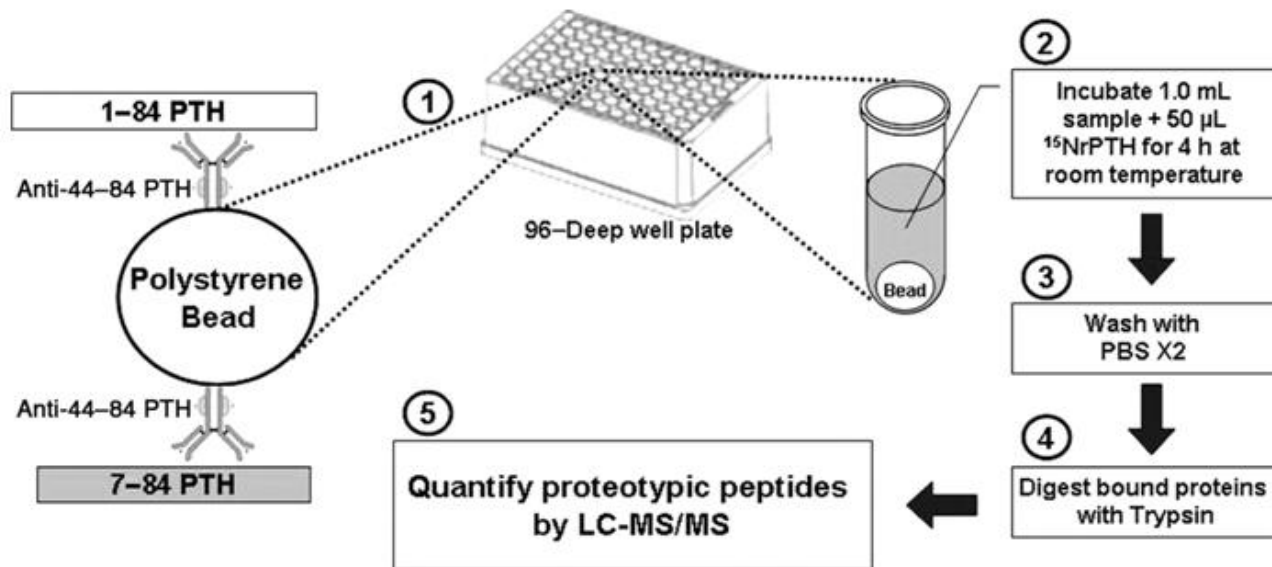 1–84 PTH
Anti-44–84 PTH
Polystyrene
Bead
Anti-44–84 PTH
7–84 PTH
1
96–Deep well plate
Bead
2
Incubate 1.0 mL
sample + 50 µL
¹⁵NrPTH for 4 h at
room temperature
3
Wash with
PBS X2
4
Digest bound proteins
with Trypsin
5
Quantify proteotypic peptides
by LC-MS/MS